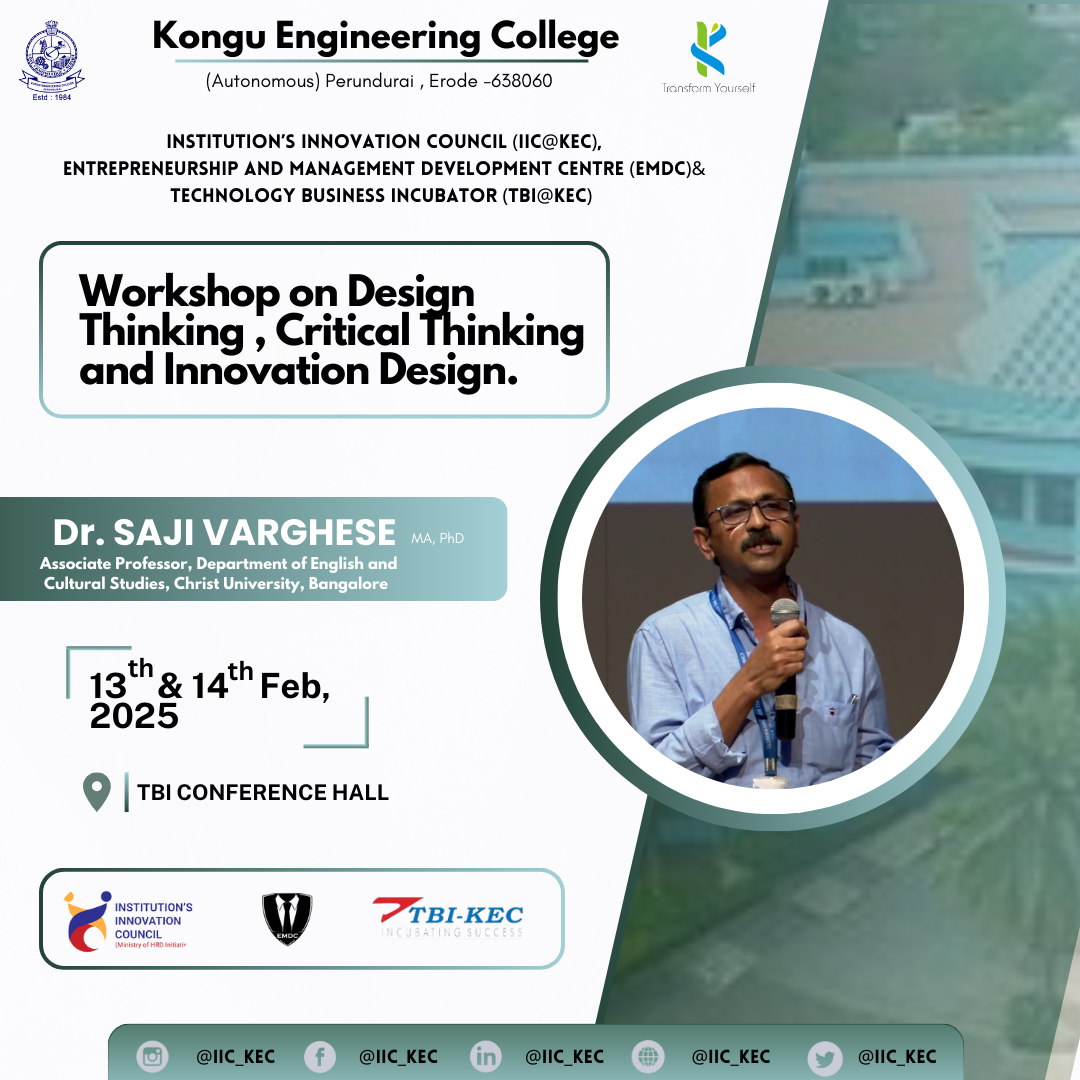 Kongu Engineering College
(Autonomous) Perundurai , Erode -638060
Estd : 1984
Transform Yourself
INSTITUTION'S INNOVATION COUNCIL (IIC@KEC),
ENTREPRENEURSHIP AND MANAGEMENT DEVELOPMENT CENTRE (EMDC)&
TECHNOLOGY BUSINESS INCUBATOR (TBI@KEC)
Workshop on Design
Thinking , Critical Thinking
and Innovation Design.
Dr. SAJI VARGHESE MA, PhD
Associate Professor, Department of English and
Cultural Studies, Christ University, Bangalore
13th & 14th Feb,
2025
TBI CONFERENCE HALL
INSTITUTION'S
INNOVATION
COUNCIL
(Ministry of HRD Initiati
EMDC
TBI-KEC
INCUBATING SUCCESS
@IIC_KEC @IIC_KEC @IIC_KEC @IIC_KEC @IIC_KEC